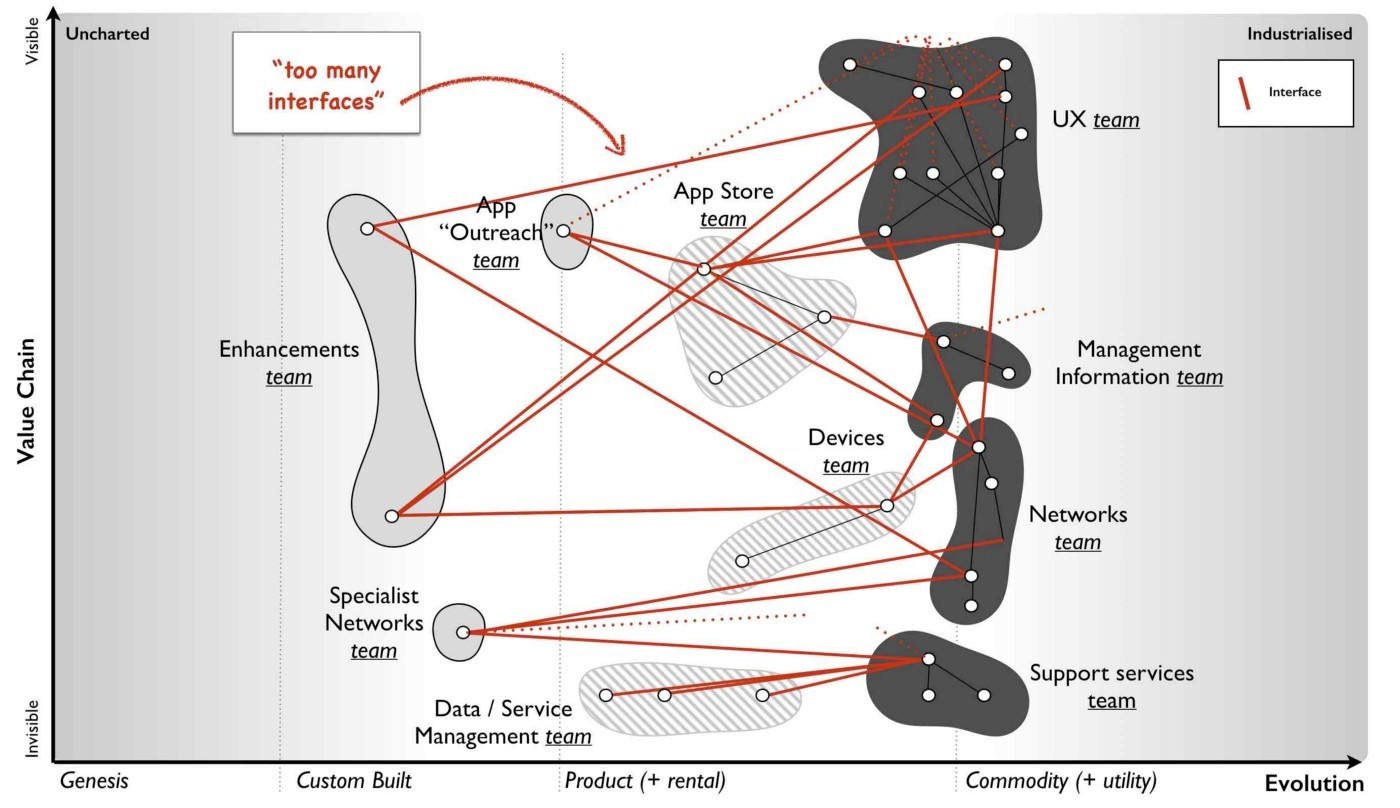 Visible
Uncharted
Industrialised
"too many
interfaces"
Interface
UX team
App Store
team
App
"Outreach"
team
Value Chain
Enhancements
team
Management
Information team
Devices
team
Networks
team
Specialist
Networks
team
Support services
team
Data / Service
Management team
Invisible
Genesis
Custom Built
Product (+ rental)
Commodity (+ utility)
Evolution